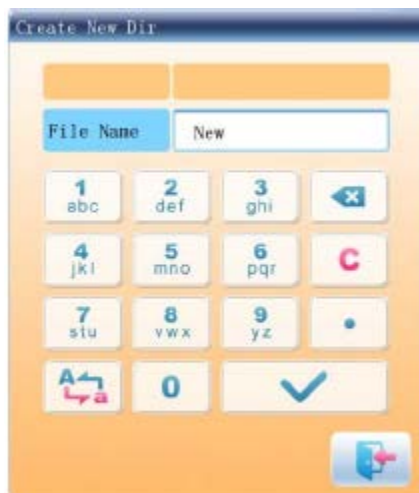 Create New Dir
File Name New
1 2 3
abc def ghi
4 5 6 C
jkl mno pqr
7 8 9 .
stu vwx yz
A a 0